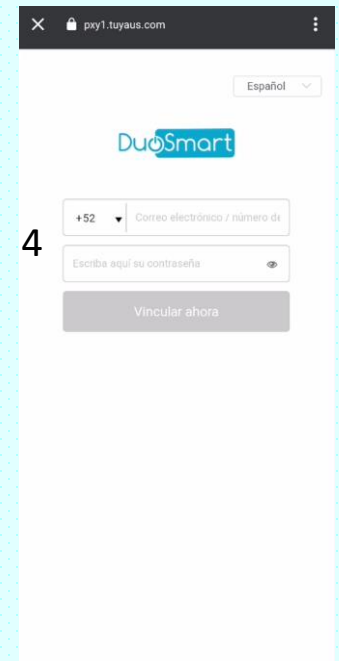 pxy1.tuyaus.com
Español
DuoSmart
+52
Correo electrónico / número de
4
Escriba aquí su contraseña
Vincular ahora